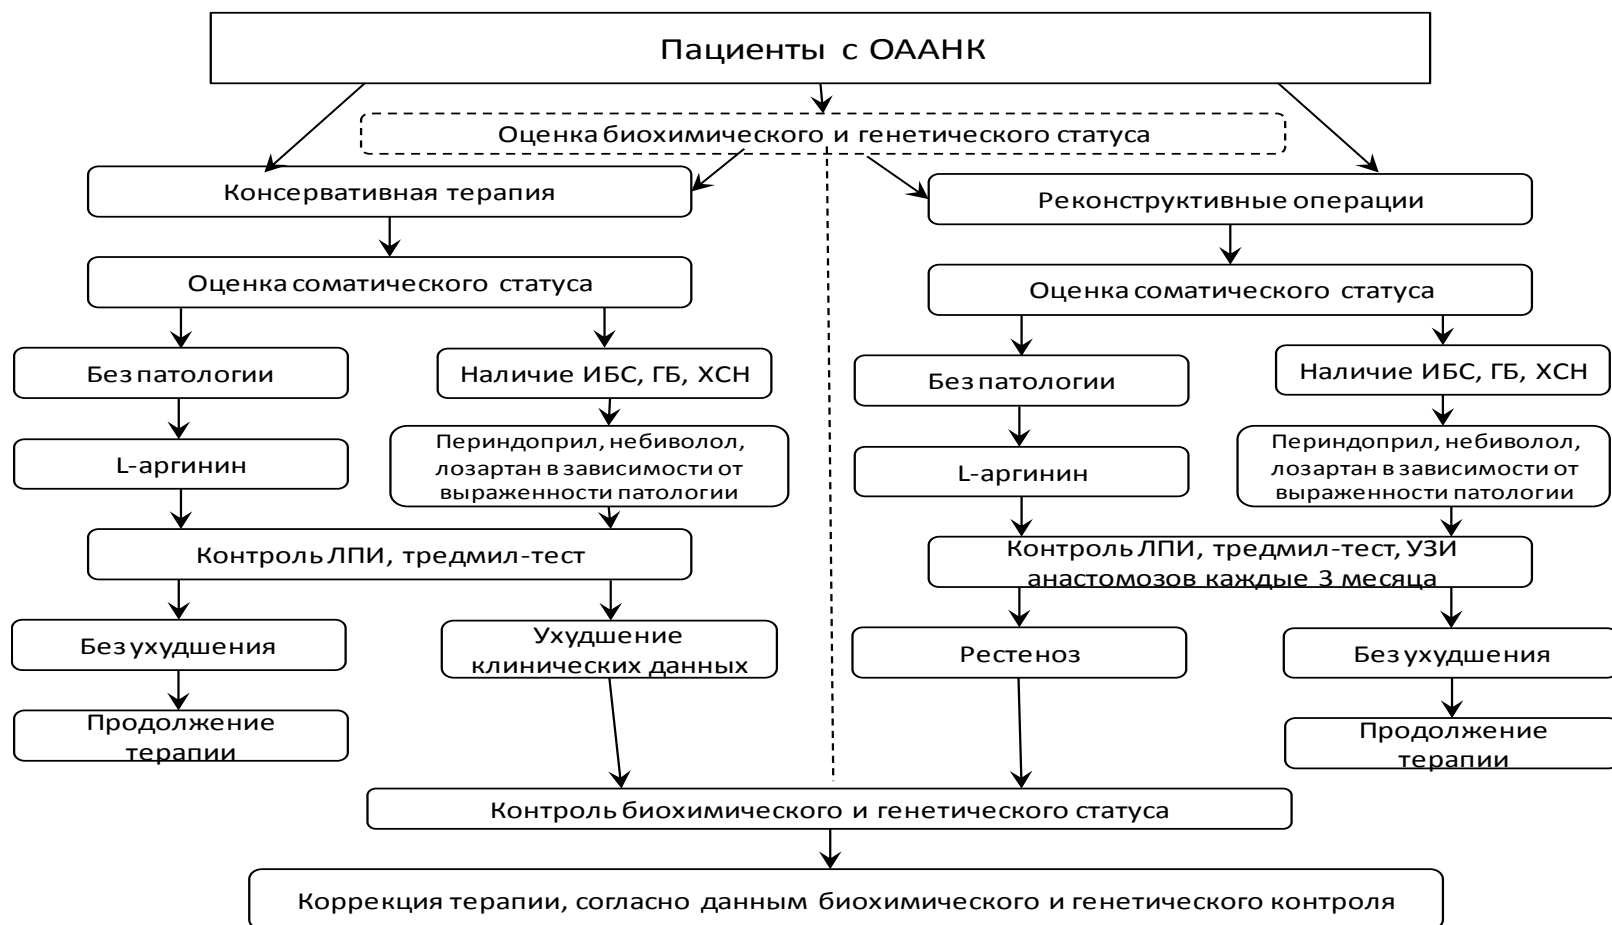 Пациенты с ОААНК
Оценка биохимического и генетического статуса
Консервативная терапия
Реконструктивные операции
Оценка соматического статуса
Оценка соматического статуса
Без патологии
Наличие ИБС, ГБ, ХСН
Без патологии
Наличие ИБС, ГБ, ХСН
L-аргинин
Периндоприл, небиволол,
лозартан в зависимости от
выраженности патологии
L-аргинин
Периндоприл, небиволол,
лозартан в зависимости от
выраженности патологии
Контроль ЛПИ, тредмил-тест
Контроль ЛПИ, тредмил-тест, УЗИ
анастомозов каждые 3 месяца
Без ухудшения
Ухудшение
клинических данных
Рестеноз
Без ухудшения
Продолжение
терапии
Продолжение
терапии
Контроль биохимического и генетического статуса
Коррекция терапии, согласно данным биохимического и генетического контроля